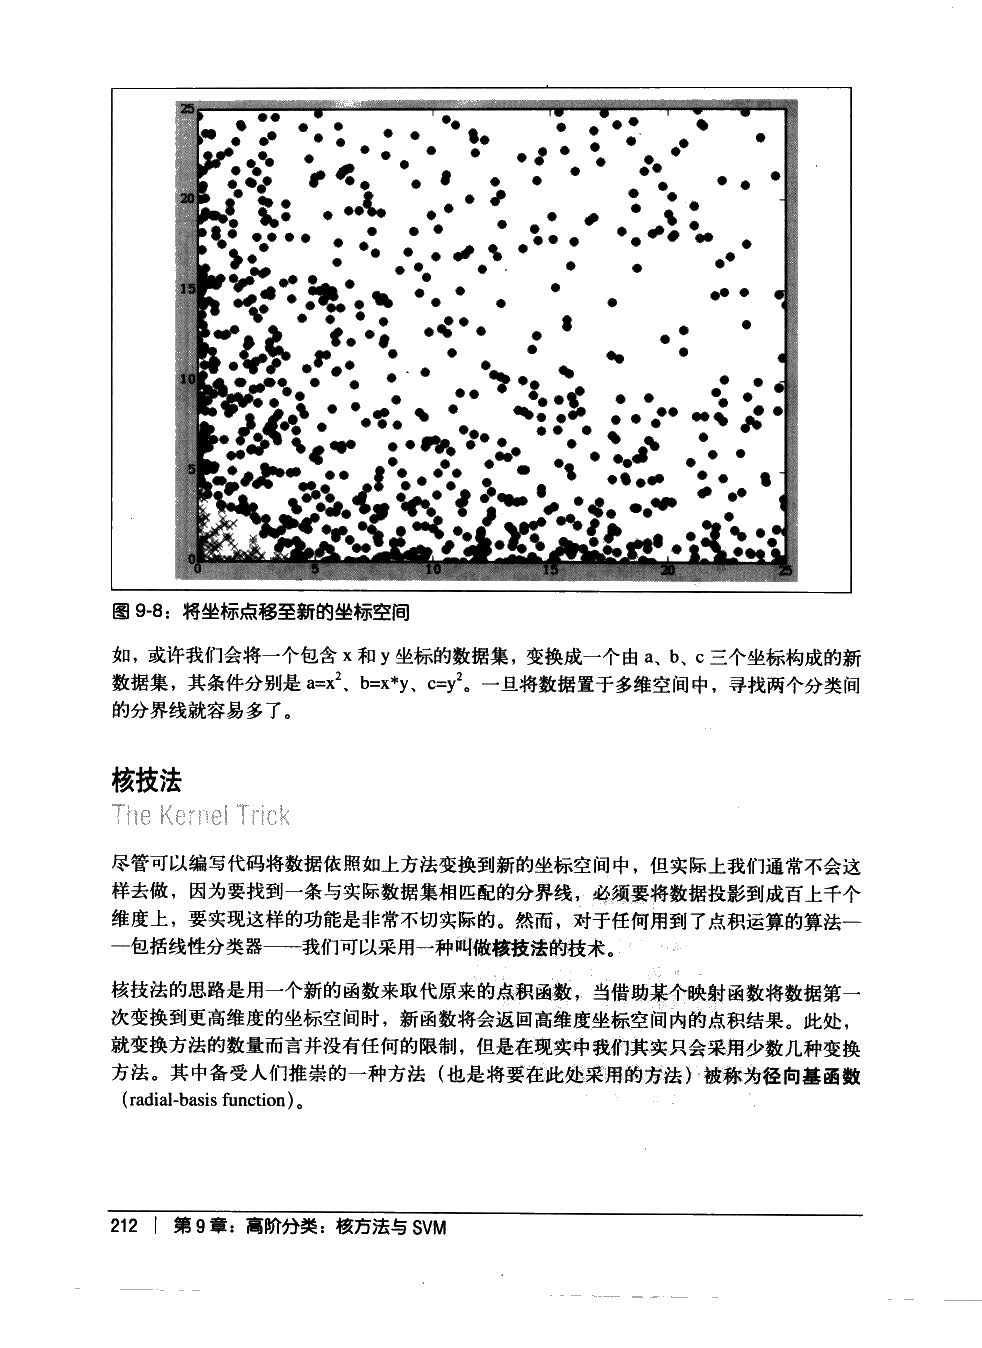 25
20
15
10
5
0
0 5 10 15 20 25
图 9-8：将坐标点移至新的坐标空间
如，或许我们会将一个包含 x 和 y 坐标的数据集，变换成一个由 a、b、c 三个坐标构成的新
数据集，其条件分别是 a=x²、b=x*y、c=y²。一旦将数据置于多维空间中，寻找两个分类间
的分界线就容易多了。
核技法
The Kernel Trick
尽管可以编写代码将数据依照如上方法变换到新的坐标空间中，但实际上我们通常不会这
样去做，因为要找到一条与实际数据集相匹配的分界线，必须要将数据投影到成百上千个
维度上，要实现这样的功能是非常不切实际的。然而，对于任何用到了点积运算的算法—
—包括线性分类器——我们可以采用一种叫做核技法的技术。
核技法的思路是用一个新的函数来取代原来的点积函数，当借助某个映射函数将数据第一
次变换到更高维度的坐标空间时，新函数将会返回高维度坐标空间内的点积结果。此处，
就变换方法的数量而言并没有任何的限制，但是在现实中我们其实只会采用少数几种变换
方法。其中备受人们推崇的一种方法（也是将要在此处采用的方法）被称为径向基函数
（radial-basis function）。
212 | 第 9 章：高阶分类：核方法与 SVM